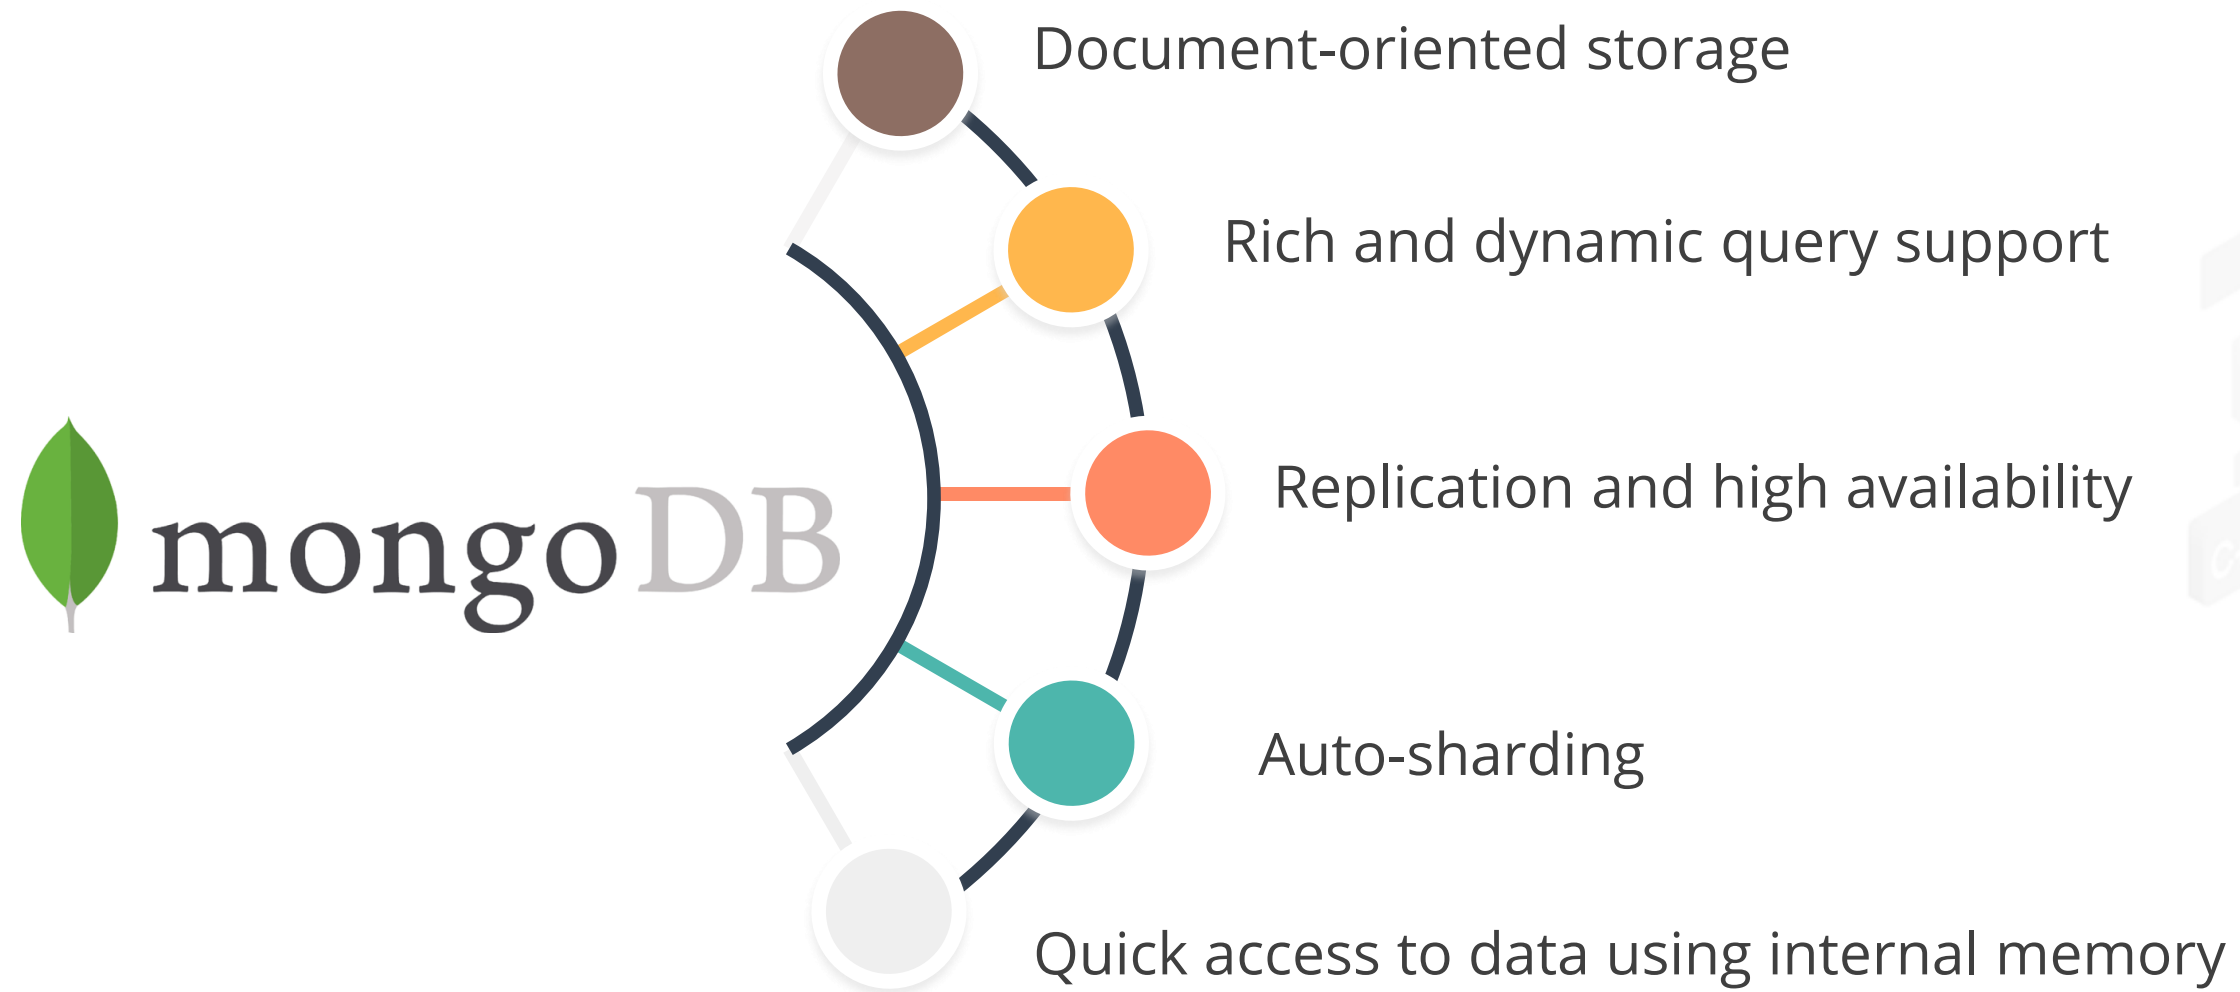 Document-oriented storage
Rich and dynamic query support
mongoDB
Replication and high availability
Auto-sharding
Quick access to data using internal memory